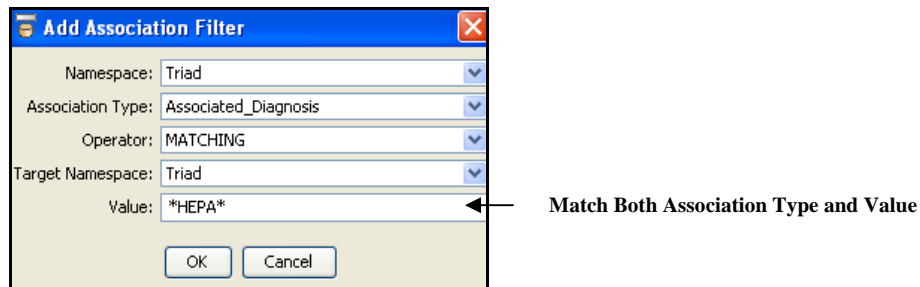 Add Association Filter
Namespace: Triad
Association Type: Associated_Diagnosis
Operator: MATCHING
Target Namespace: Triad
Value: *HEPA*
Match Both Association Type and Value
OK Cancel